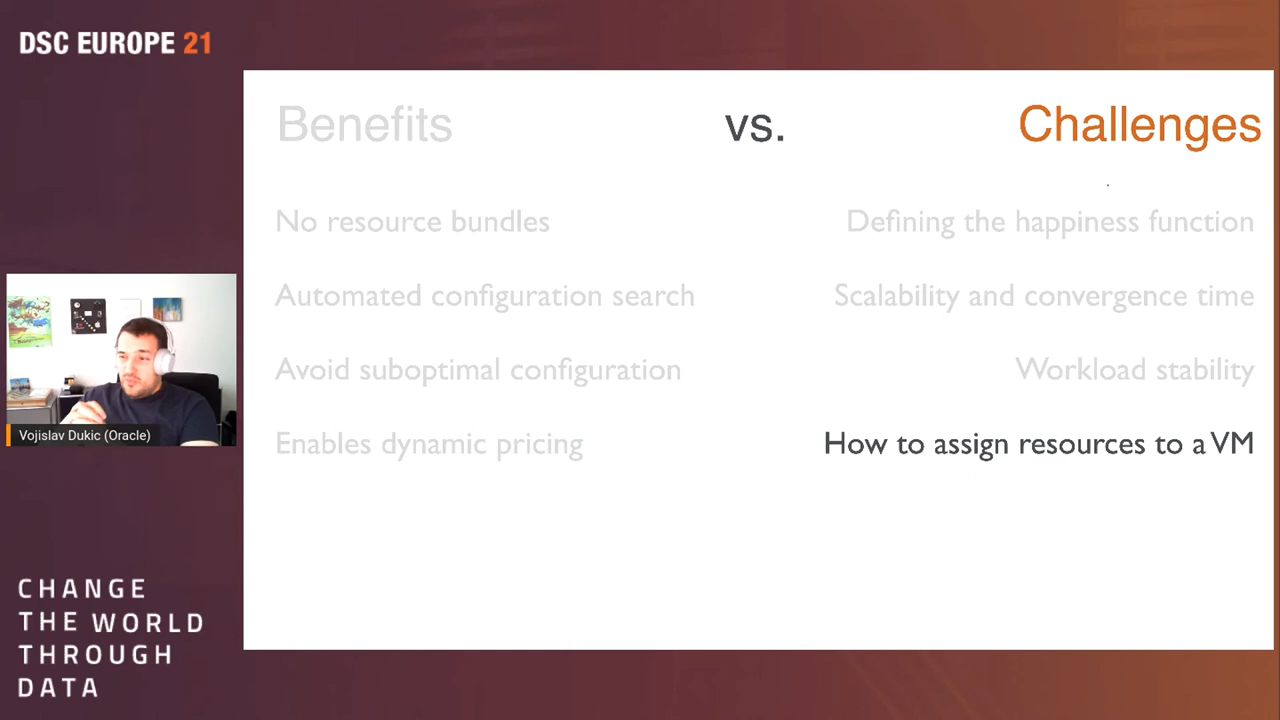 DSC EUROPE 21
Benefits vs. Challenges
No resource bundles
Defining the happiness function
Automated configuration search
Scalability and convergence time
Avoid suboptimal configuration
Workload stability
Enables dynamic pricing
How to assign resources to a VM
Vojislav Dukic (Oracle)
CHANGE
THE WORLD
THROUGH
DATA